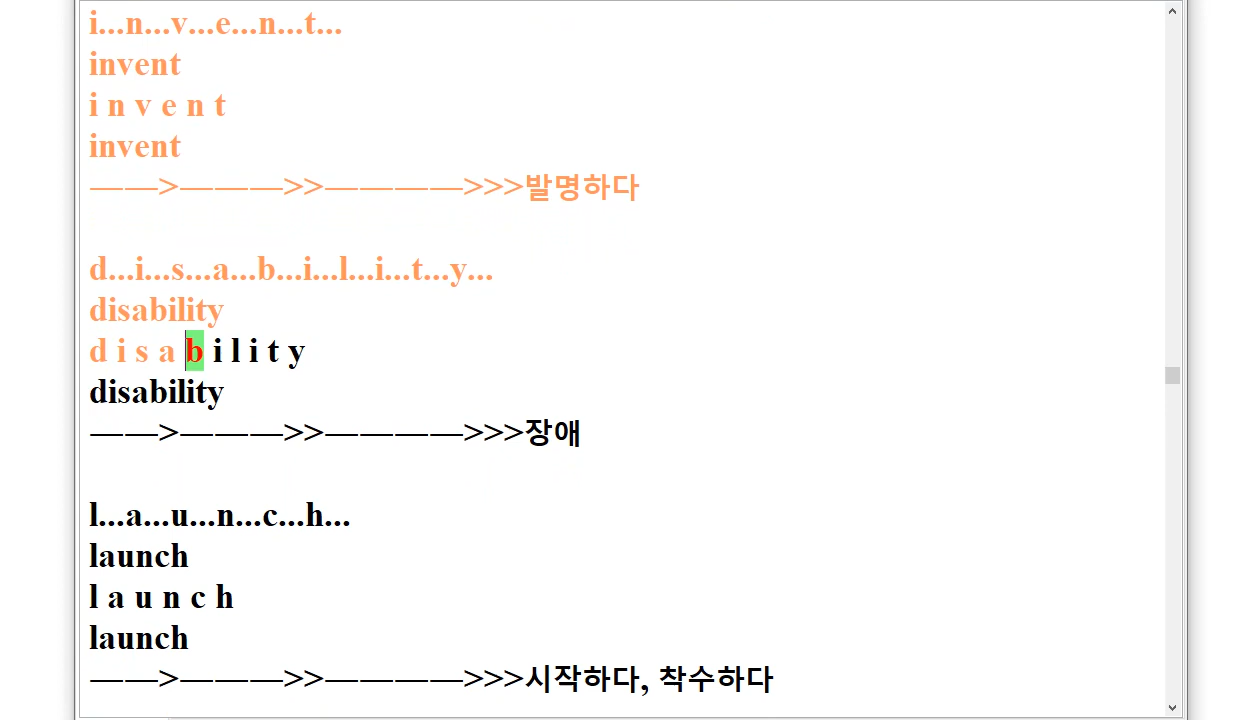 i...n...v...e...n...t...
invent
i n v e n t
invent
——>———>>————>>>발명하다
d...i...s...a...b...i...l...i...t...y...
disability
d i s a b i l i t y
disability
——>———>>————>>>장애
l...a...u...n...c...h...
launch
l a u n c h
launch
——>———>>————>>>시작하다, 착수하다